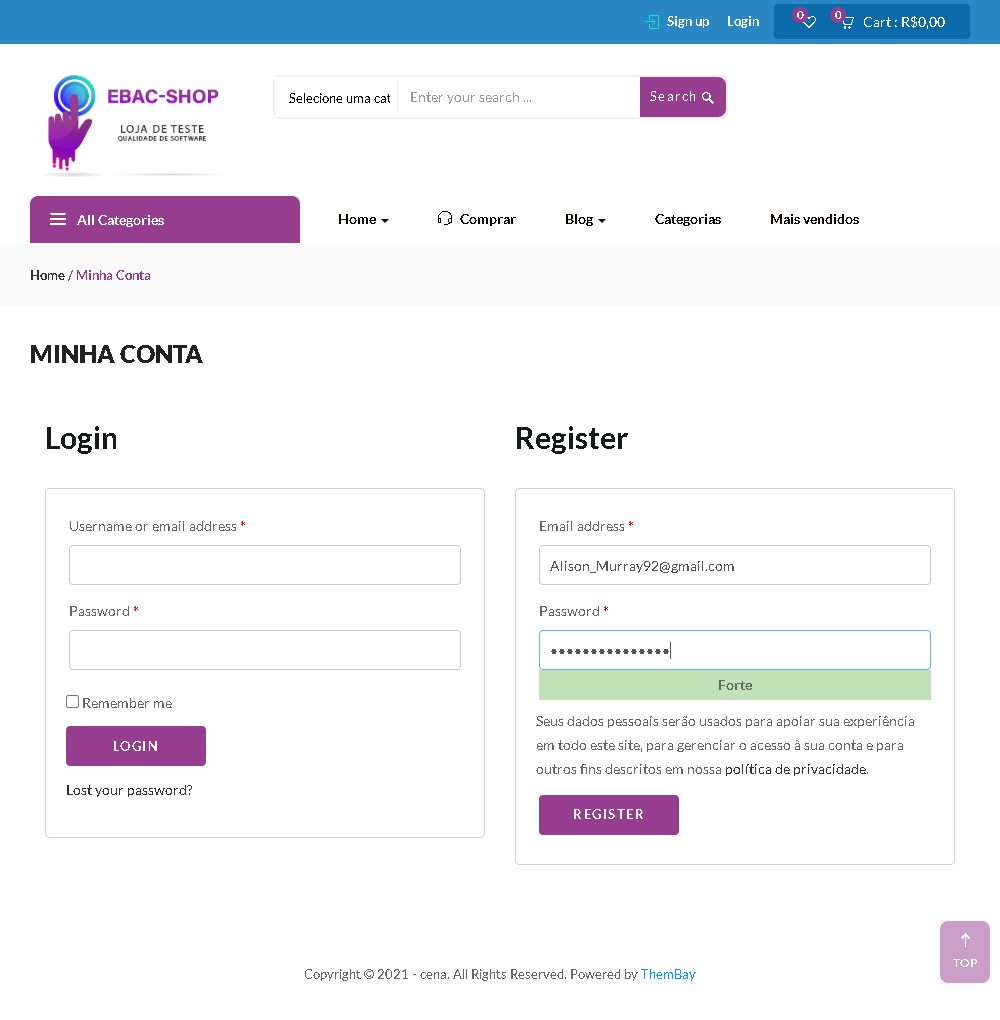 Sign up
Login
0
0
Cart : R$0,00
EBAC-SHOP
LOJA DE TESTE
QUALIDADE DE SOFTWARE
Selecione uma cat
Enter your search ...
Search
All Categories
Home
Comprar
Blog
Categorias
Mais vendidos
Home / Minha Conta
MINHA CONTA
Login
Username or email address *
Password *
Remember me
LOGIN
Lost your password?
Register
Email address *
Alison_Murray92@gmail.com
Password *
•••••••••••••••
Forte
Seus dados pessoais serão usados para apoiar sua experiência
em todo este site, para gerenciar o acesso à sua conta e para
outros fins descritos em nossa política de privacidade.
REGISTER
TOP
Copyright © 2021 - cena. All Rights Reserved. Powered by ThemBay